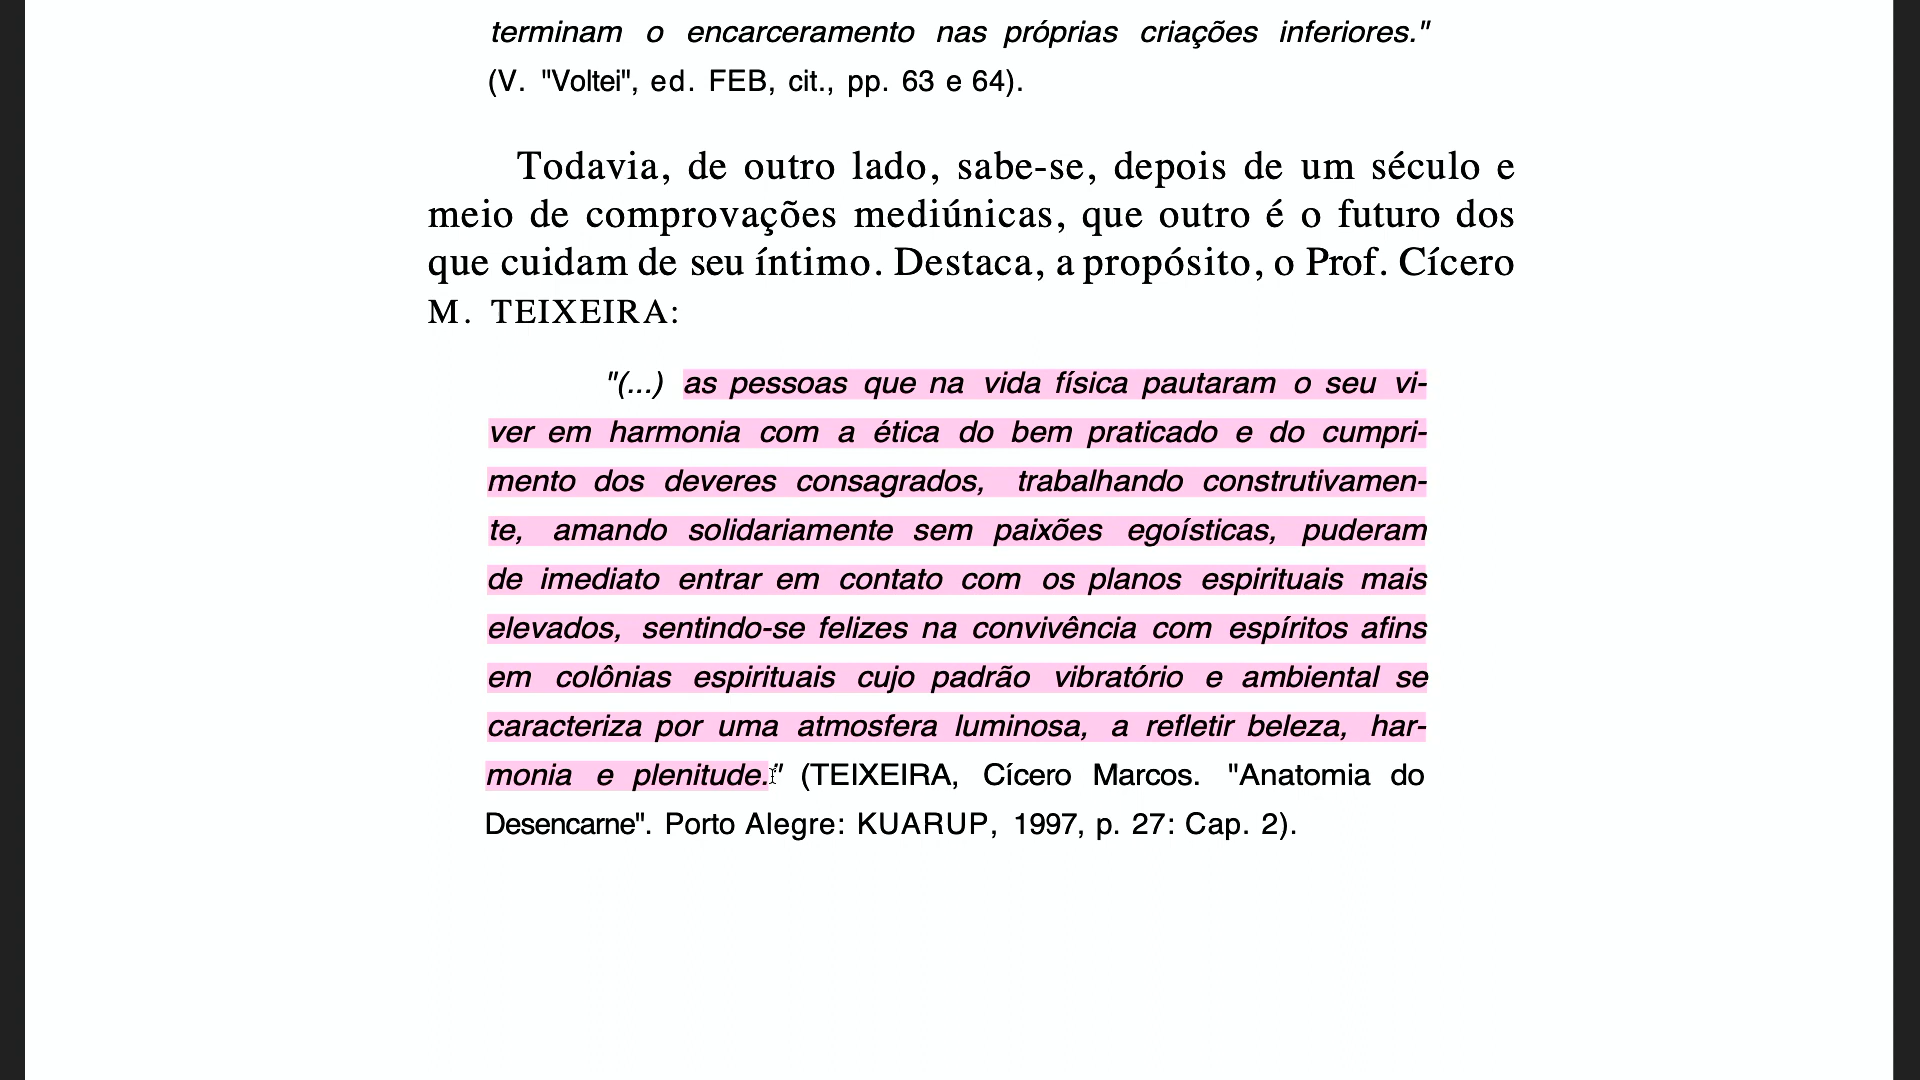 terminam o encarceramento nas próprias criações inferiores."
(V. "Voltei", ed. FEB, cit., pp. 63 e 64).
Todavia, de outro lado, sabe-se, depois de um século e
meio de comprovações mediúnicas, que outro é o futuro dos
que cuidam de seu íntimo. Destaca, a propósito, o Prof. Cícero
M. TEIXEIRA:
"(...) as pessoas que na vida física pautaram o seu vi-
ver em harmonia com a ética do bem praticado e do cumpri-
mento dos deveres consagrados, trabalhando construtivamen-
te, amando solidariamente sem paixões egoísticas, puderam
de imediato entrar em contato com os planos espirituais mais
elevados, sentindo-se felizes na convivência com espíritos afins
em colônias espirituais cujo padrão vibratório e ambiental se
caracteriza por uma atmosfera luminosa, a refletir beleza, har-
monia e plenitude." (TEIXEIRA, Cícero Marcos. "Anatomia do
Desencarne". Porto Alegre: KUARUP, 1997, p. 27: Cap. 2).